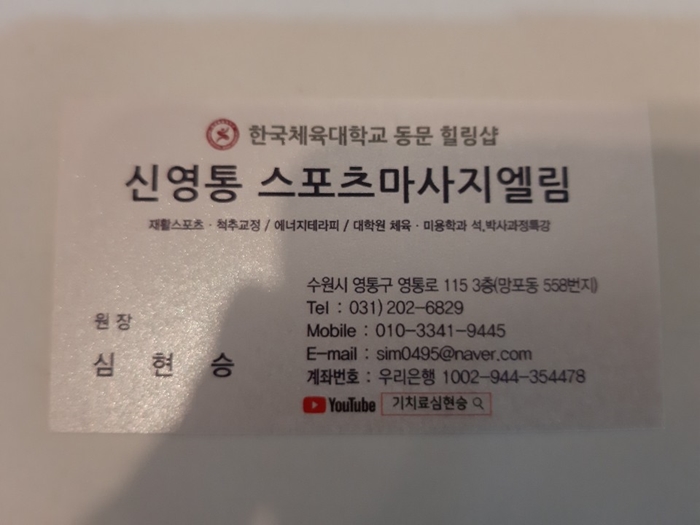 한국체육대학교 동문 힐링샵
신영통 스포츠마사지엘림
재활스포츠 · 척추교정 / 에너지테라피 / 대학원 체육 · 미용학과 석,박사과정특강
수원시 영통구 영통로 115 3층(망포동 558번지)
Tel : 031) 202-6829
Mobile : 010-3341-9445
E-mail : sim0495@naver.com
계좌번호 : 우리은행 1002-944-354478
YouTube 기치료심현승
원 장
심 현 승